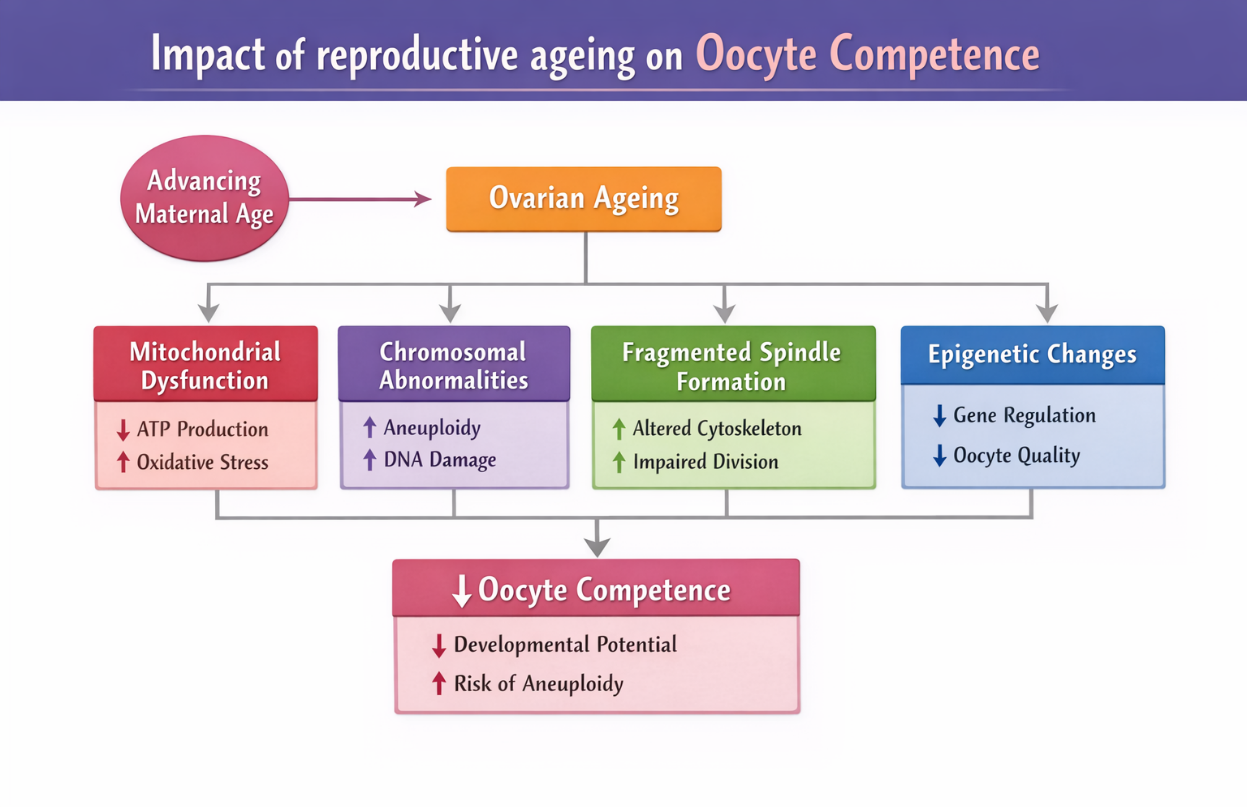 Impact of reproductive ageing on Oocyte Competence
Advancing
Maternal Age
Ovarian Ageing
Mitochondrial
Dysfunction
↓ ATP Production
↑ Oxidative Stress
Chromosomal
Abnormalities
↑ Aneuploidy
↑ DNA Damage
Fragmented Spindle
Formation
↑ Altered Cytoskeleton
↑ Impaired Division
Epigenetic Changes
↓ Gene Regulation
↓ Oocyte Quality
↓ Oocyte Competence
↓ Developmental Potential
↑ Risk of Aneuploidy